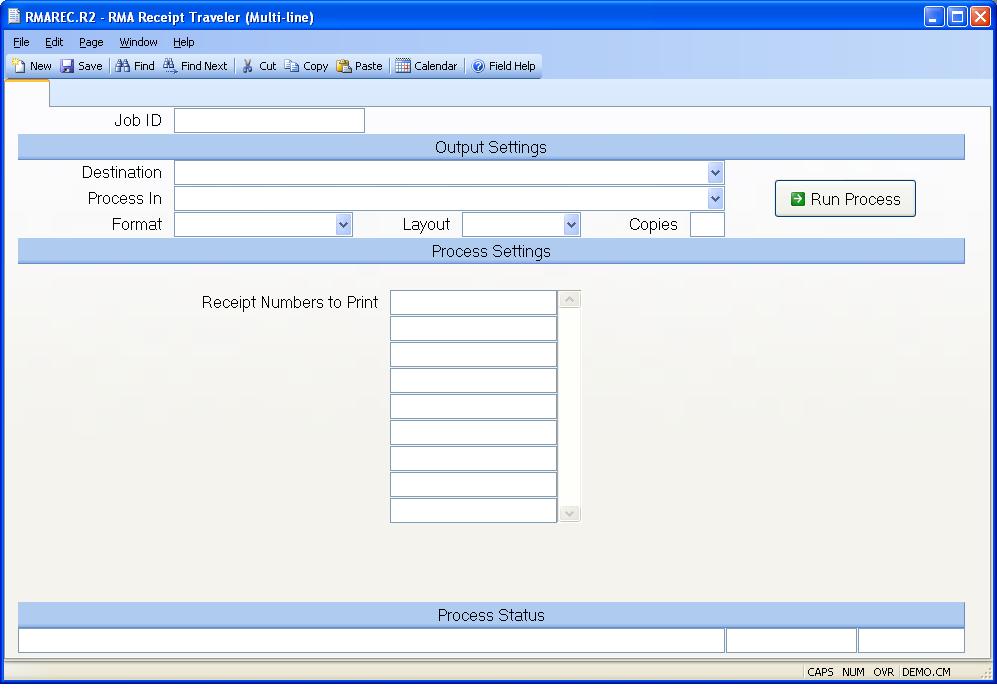 RMAREC.R2 - RMA Receipt Traveler (Multi-line)
File Edit Page Window Help
New Save Find Find Next Cut Copy Paste Calendar Field Help
Job ID
Output Settings
Destination
Process In
Run Process
Format Layout Copies
Process Settings
Receipt Numbers to Print
Process Status
CAPS NUM OVR DEMO.CM